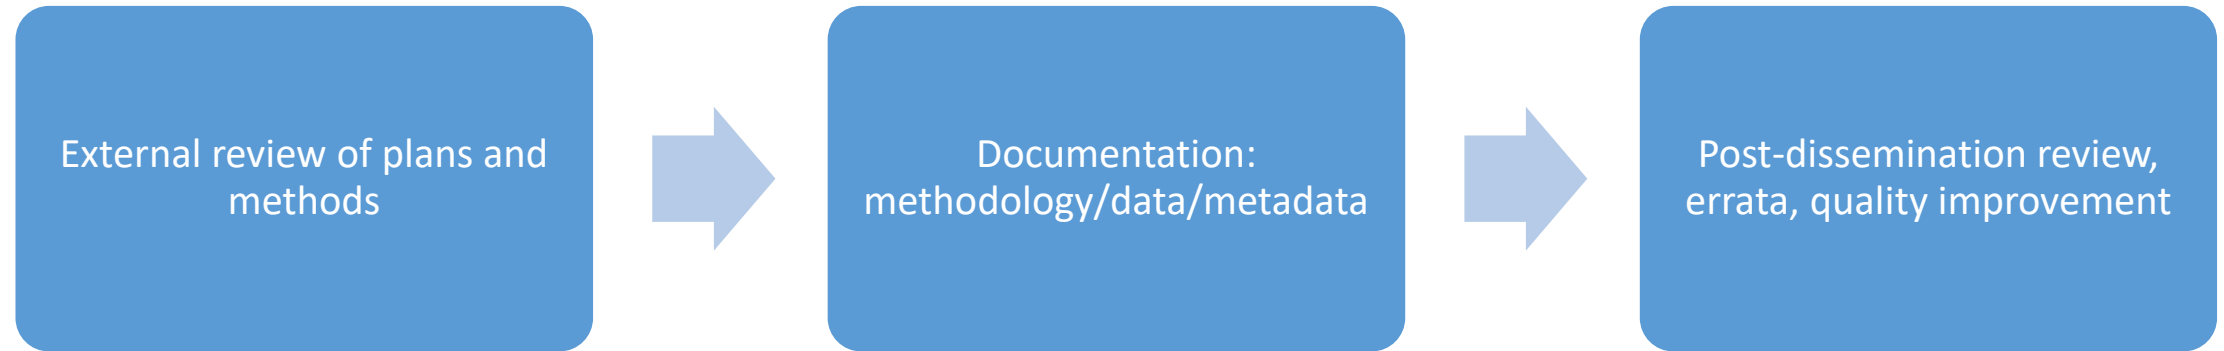 External review of plans and
methods
Documentation:
methodology/data/metadata
Post-dissemination review,
errata, quality improvement